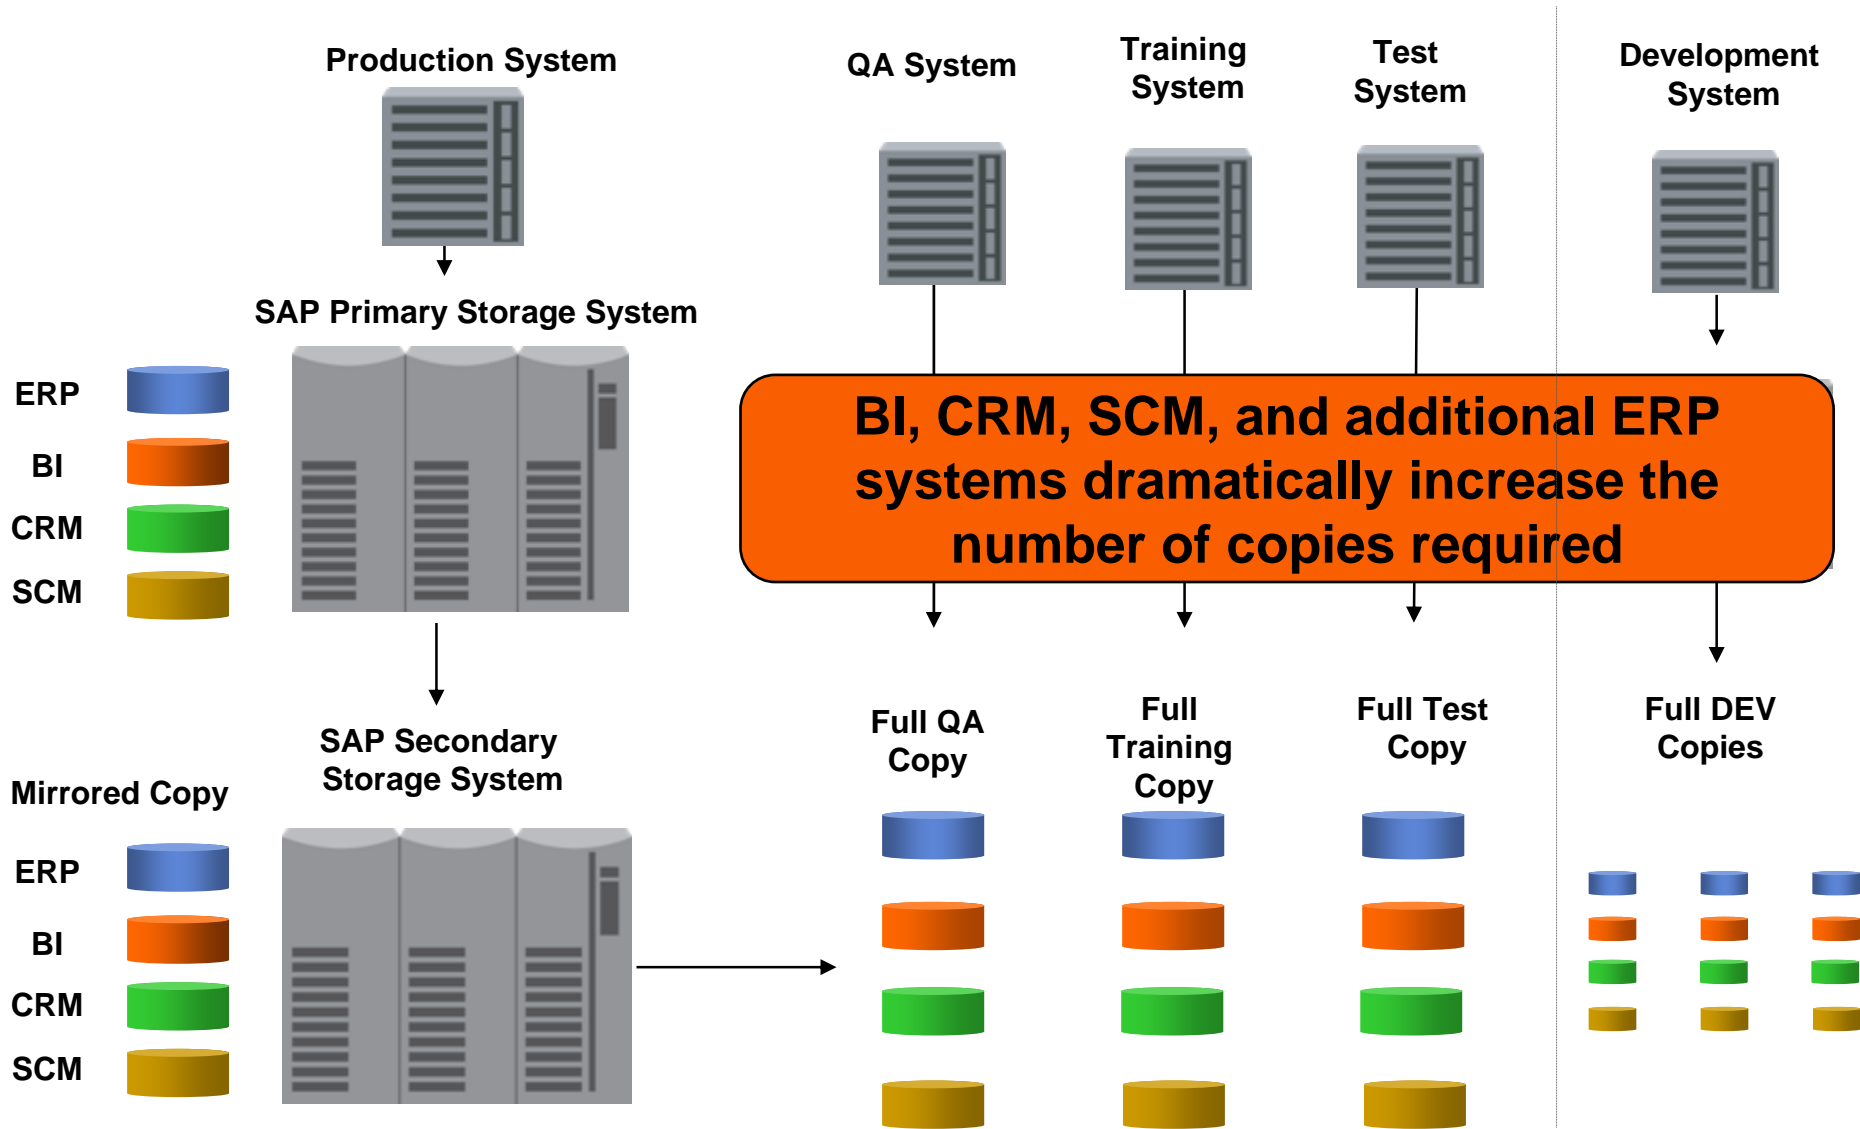 Production System
QA System
Training
System
Test
System
Development
System
SAP Primary Storage System
ERP
BI
CRM
SCM
BI, CRM, SCM, and additional ERP
systems dramatically increase the
number of copies required
SAP Secondary
Storage System
Mirrored Copy
ERP
BI
CRM
SCM
Full QA
Copy
Full
Training
Copy
Full Test
Copy
Full DEV
Copies